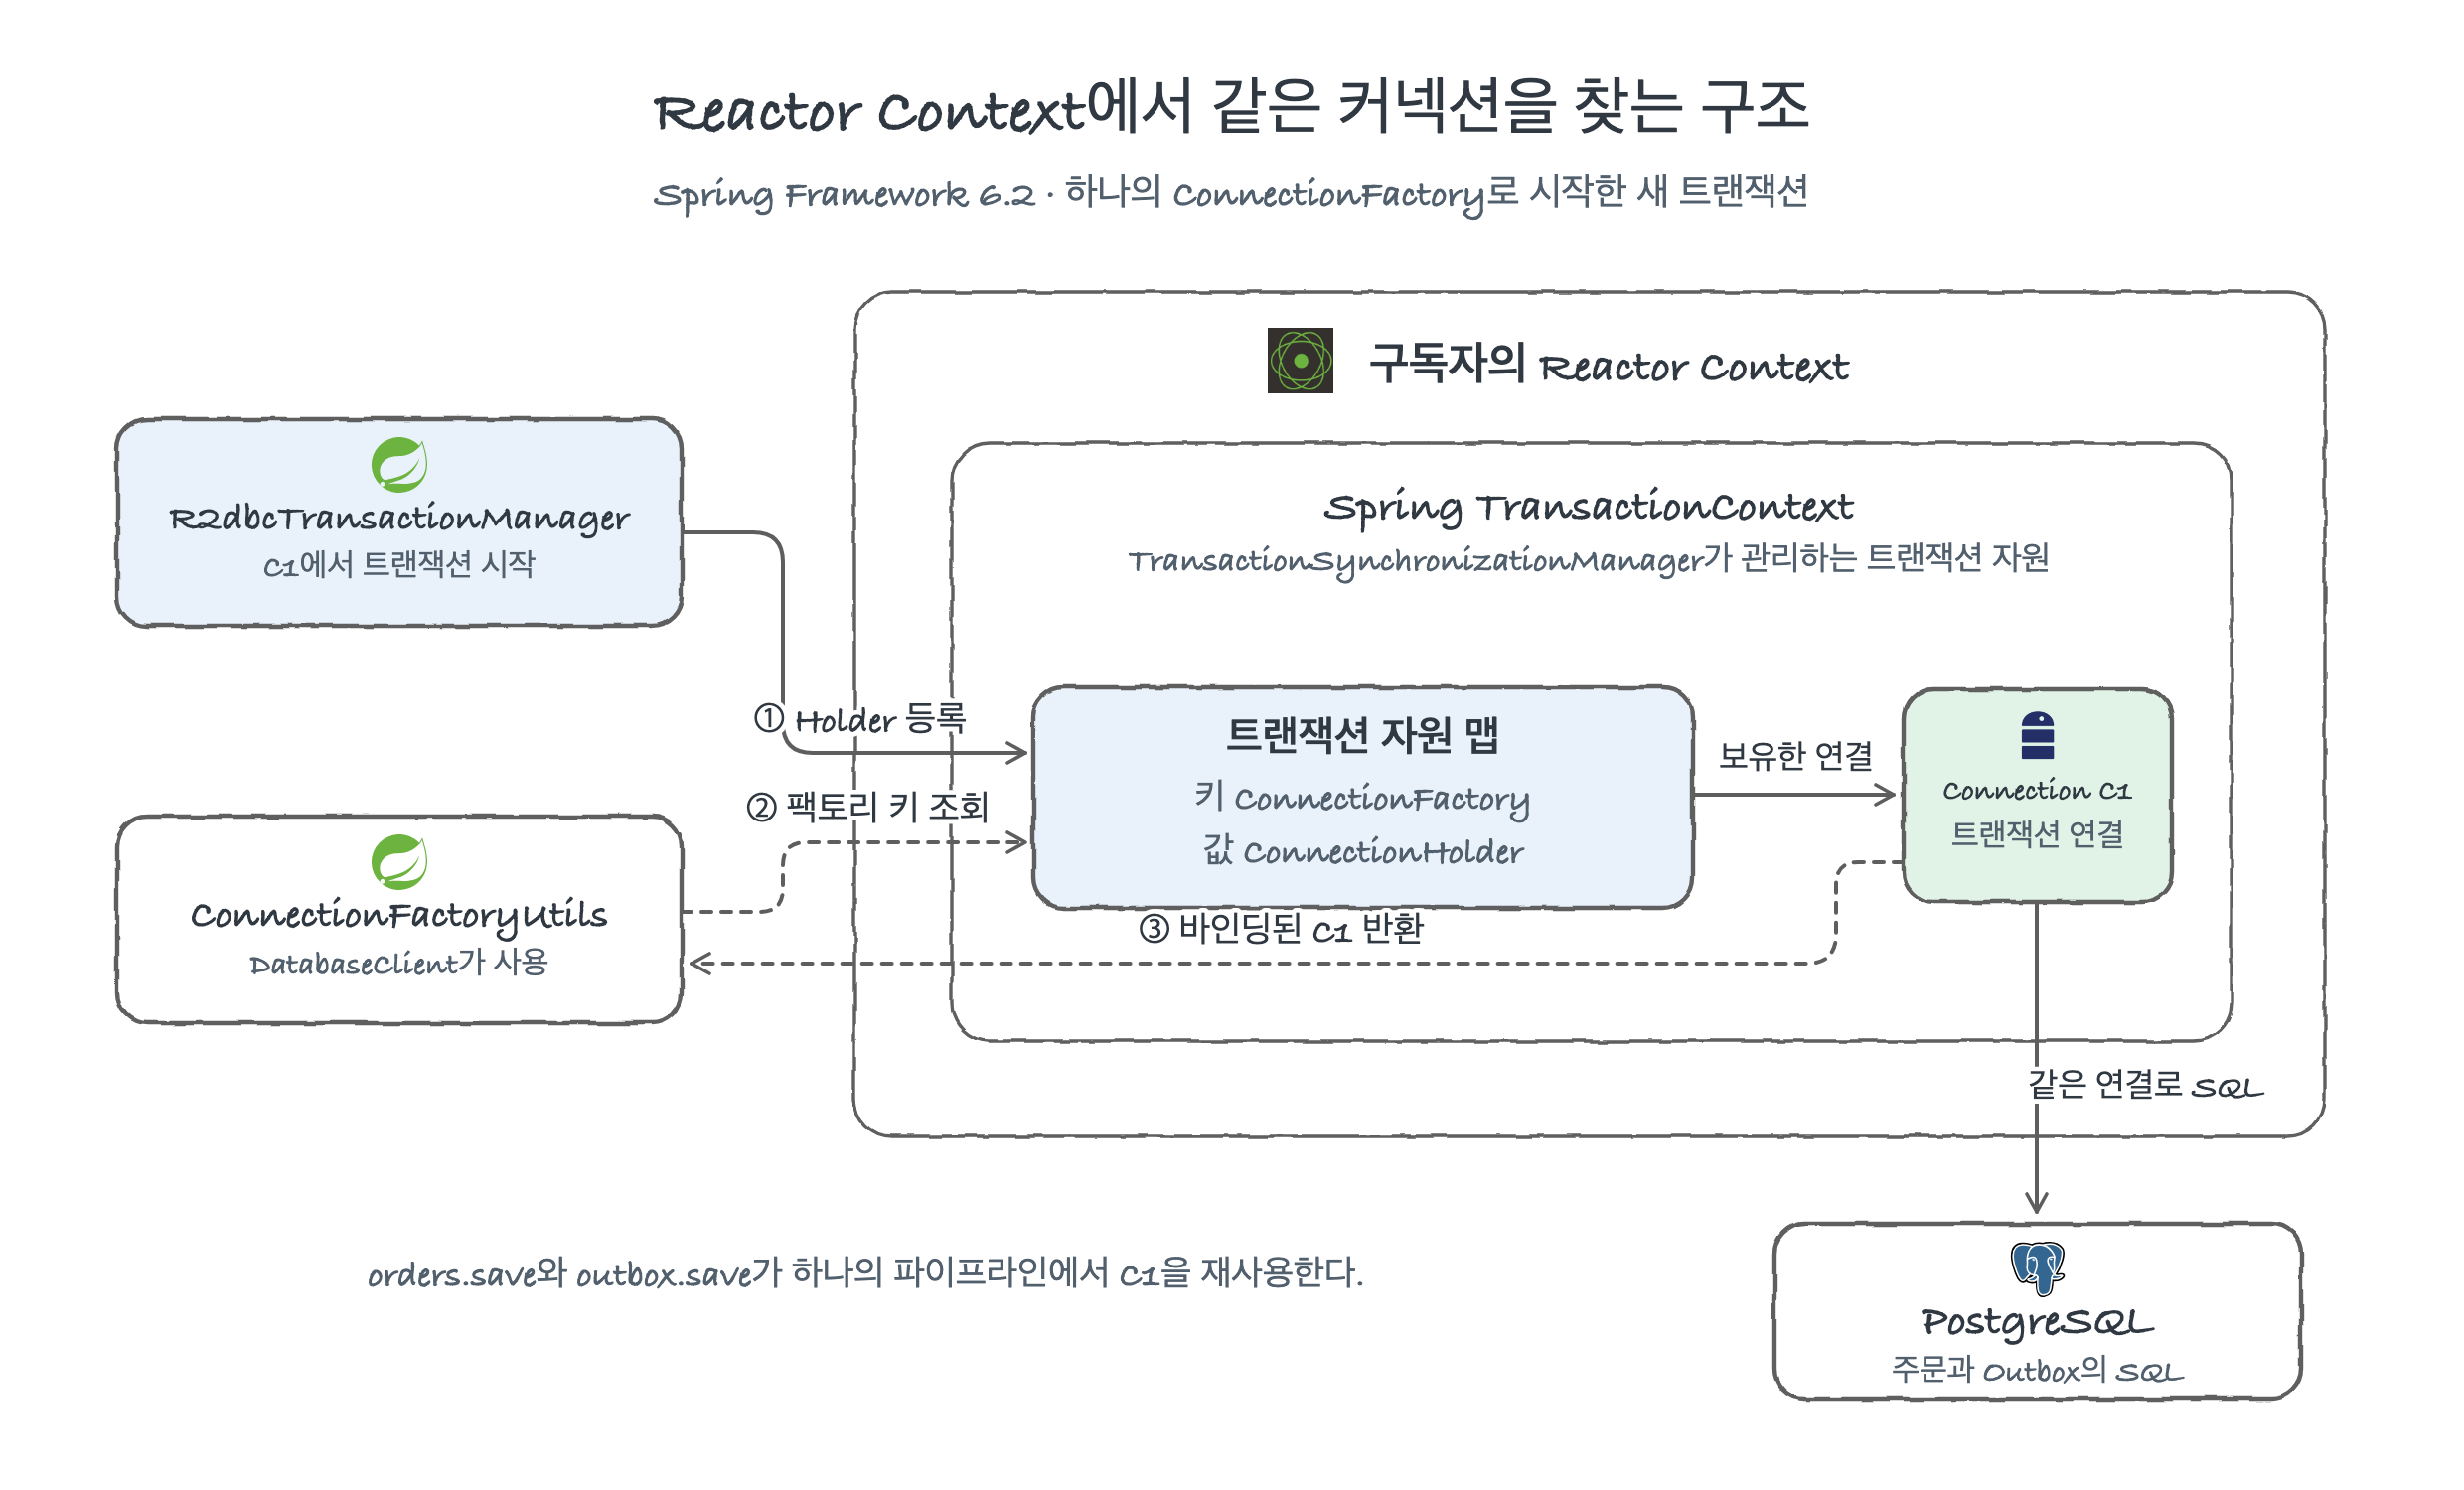 Reactor Context에서 같은 커넥션을 찾는 구조
Spring Framework 6.2 · 하나의 ConnectionFactory로 시작한 새 트랜잭션
구독자의 Reactor Context
R2dbcTransactionManager
C1에서 트랜잭션 시작
Spring TransactionContext
TransactionSynchronizationManager가 관리하는 트랜잭션 자원
① Holder 등록
② 팩토리 키 조회
트랜잭션 자원 맵
키 ConnectionFactory
값 ConnectionHolder
보유한 연결
Connection C1
트랜잭션 연결
ConnectionFactoryUtils
DatabaseClient가 사용
③ 바인딩된 C1 반환
같은 연결로 SQL
orders.save와 outbox.save가 하나의 파이프라인에서 C1을 재사용한다.
PostgreSQL
주문과 Outbox의 SQL